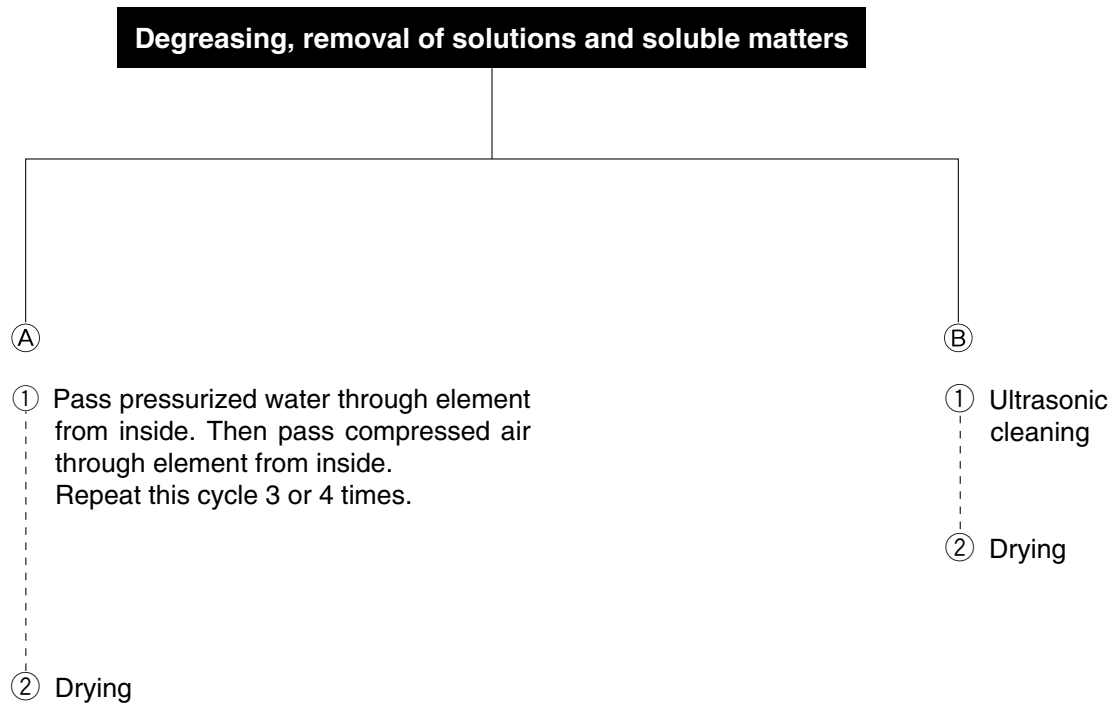 Degreasing, removal of solutions and soluble matters
Ⓐ
① Pass pressurized water through element
from inside. Then pass compressed air
through element from inside.
Repeat this cycle 3 or 4 times.
② Drying
Ⓑ
① Ultrasonic
cleaning
② Drying